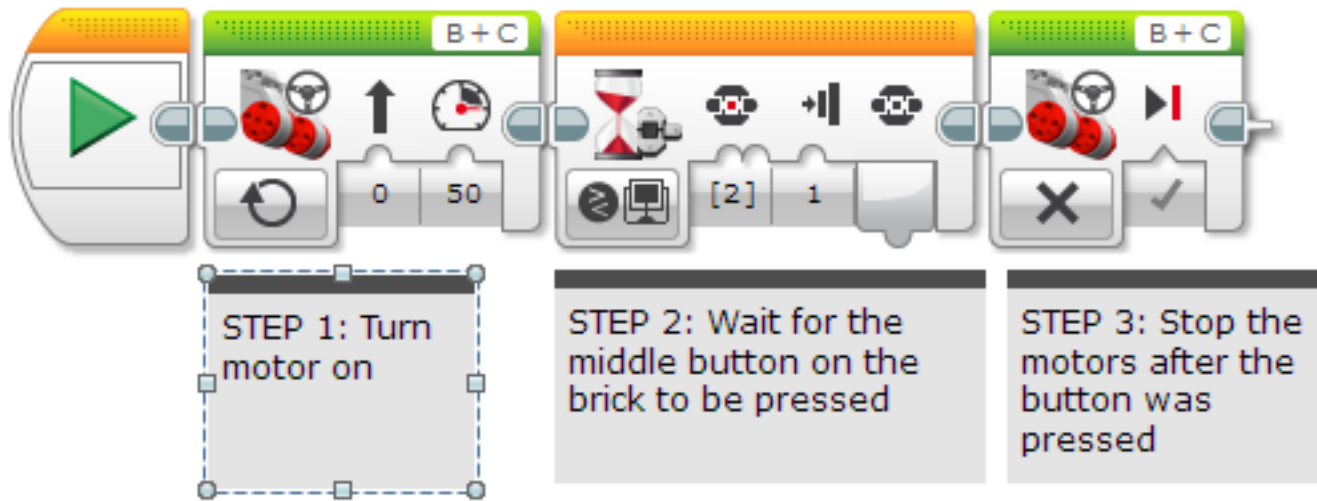 B + C
B + C
0
50
[2]
1
STEP 1: Turn
motor on
STEP 2: Wait for the
middle button on the
brick to be pressed
STEP 3: Stop the
motors after the
button was
pressed